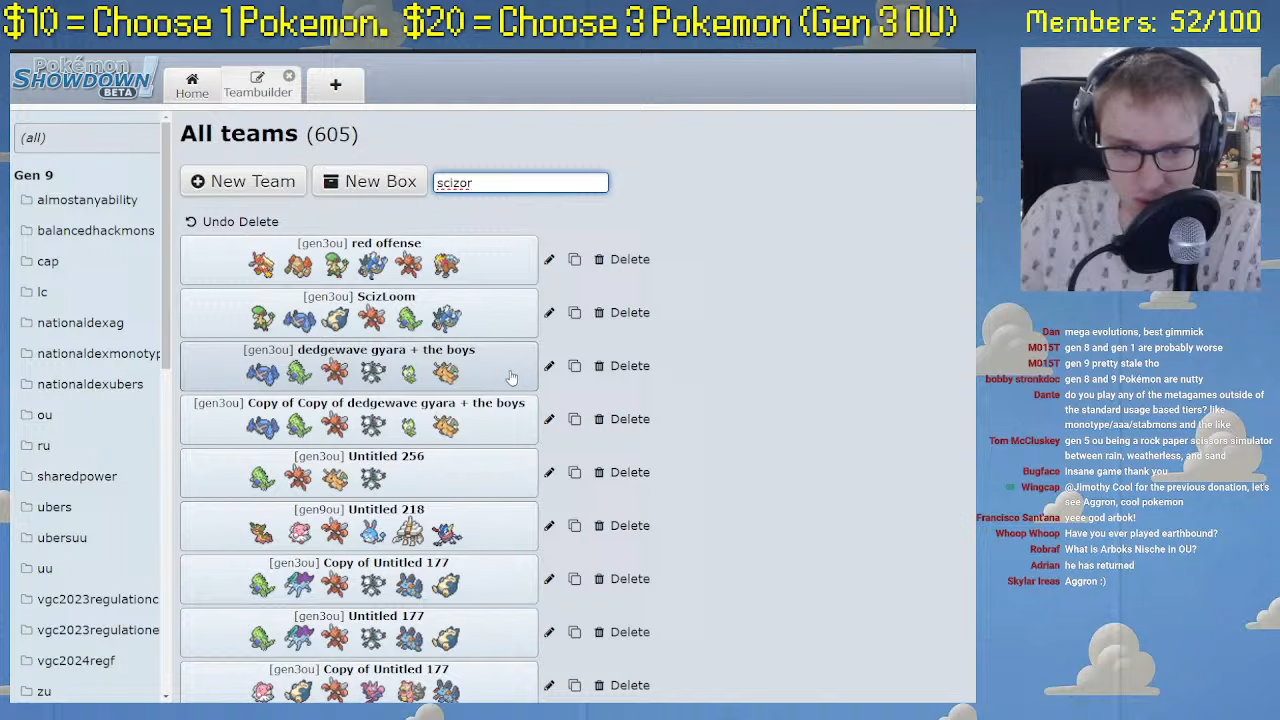 $10 = Choose 1 Pokemon. $20 = Choose 3 Pokemon (Gen 3 OU)
Members: 52/100
Pokémon
SHOWDOWN!
BETA
Home
Teambuilder
+
(all)
Gen 9
almostanyability
balancedhackmons
cap
lc
nationaldexag
nationaldexmonotyp
nationaldexubers
ou
ru
sharedpower
ubers
ubersuu
uu
vgc2023regulationc
vgc2023regulatione
vgc2024regf
zu
All teams (605)
New Team
New Box
scizor
Undo Delete
[gen3ou] red offense
Delete
[gen3ou] ScizLoom
Delete
[gen3ou] dedgewave gyara + the boys
Delete
[gen3ou] Copy of Copy of dedgewave gyara + the boys
Delete
[gen3ou] Untitled 256
Delete
[gen9ou] Untitled 218
Delete
[gen3ou] Copy of Untitled 177
Delete
[gen3ou] Untitled 177
Delete
[gen3ou] Copy of Untitled 177
Delete
Dan mega evolutions, best gimmick
M015T gen 8 and gen 1 are probably worse
M015T gen 9 pretty stale tho
bobby stronkdoc gen 8 and 9 Pokémon are nutty
Dante do you play any of the metagames outside of
the standard usage based tiers? like
monotype/aaa/stabmons and the like
Tom McCluskey gen 5 ou being a rock paper scissors simulator
between rain, weatherless, and sand
Bugface Insane game thank you
Wingcap @Jimothy Cool for the previous donation, let's
see Aggron, cool pokemon
Francisco Sant'ana yeee god arbok!
Whoop Whoop Have you ever played earthbound?
Robraf What is Arboks Nische in OU?
Adrian he has returned
Skylar Ireas Aggron :)